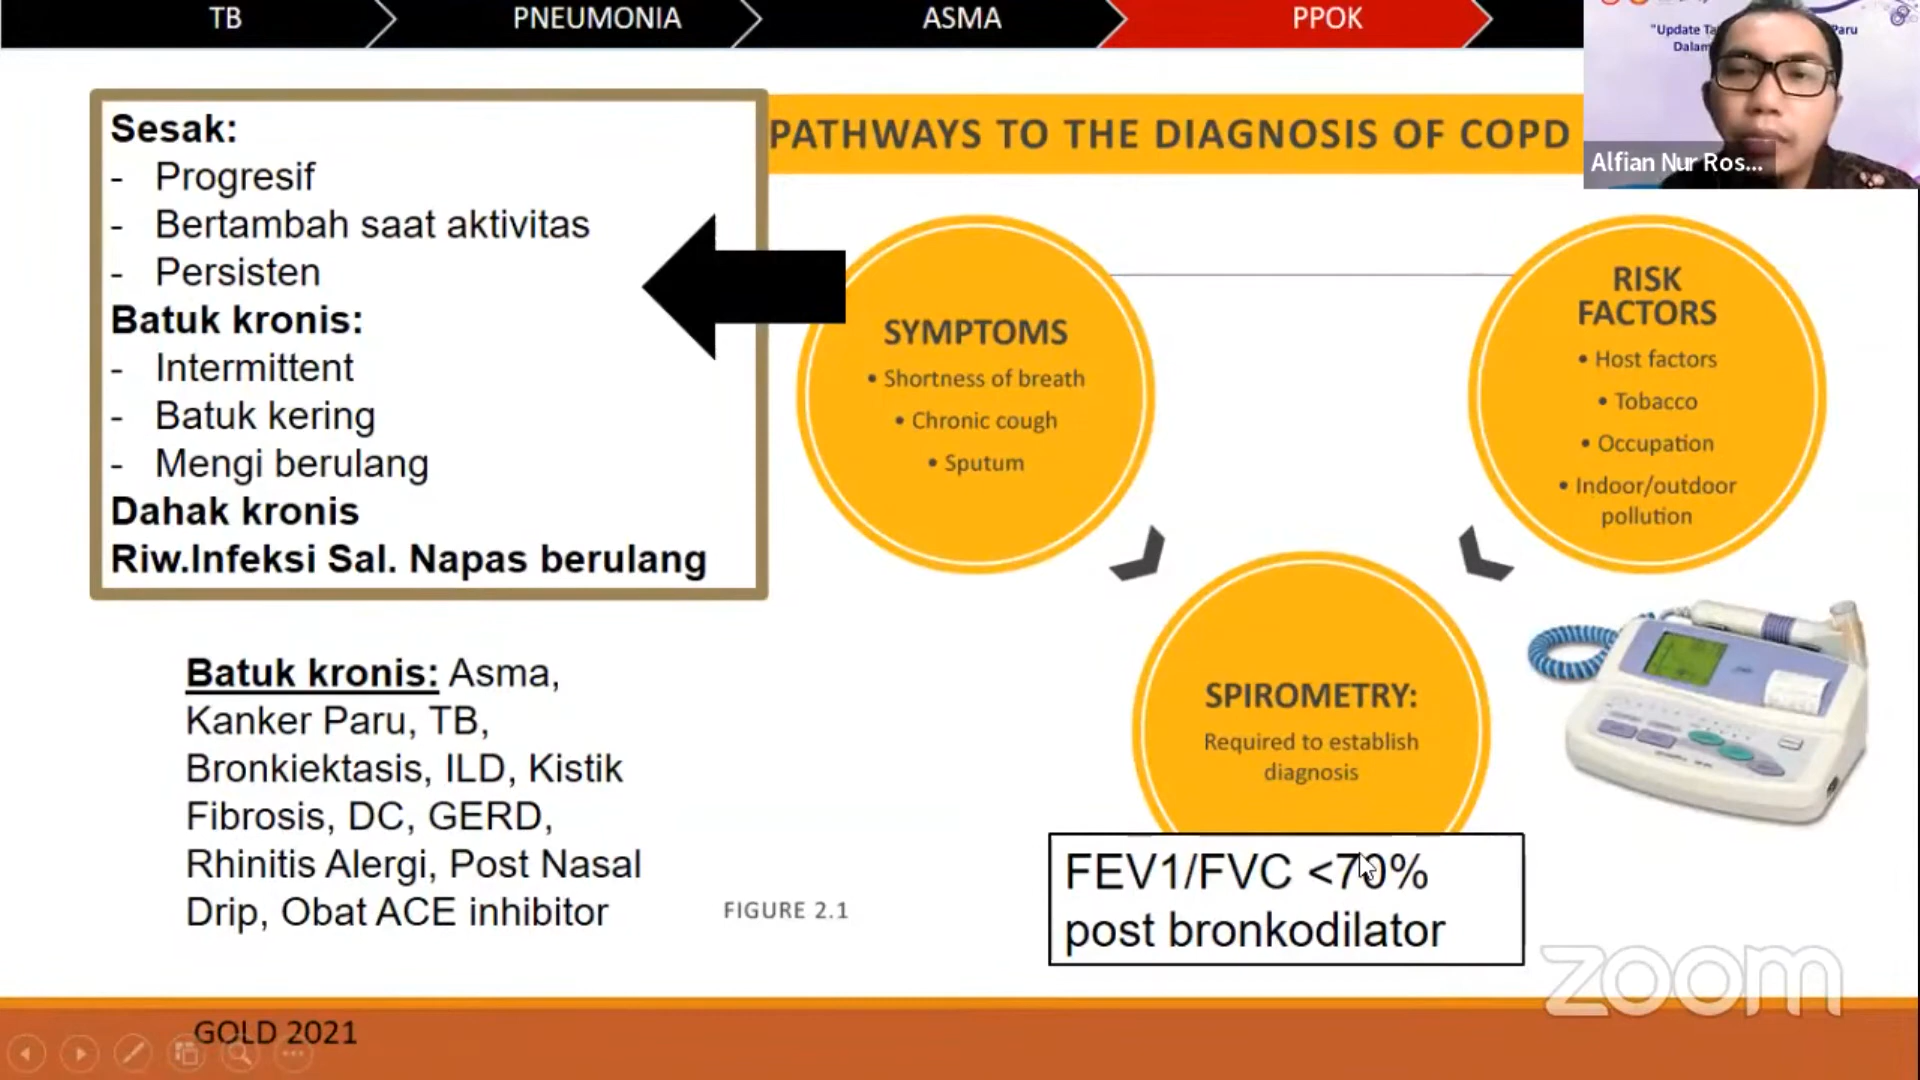 TB
PNEUMONIA
ASMA
PPOK
"Update Ta
Paru
Dalam
Alfian Nur Ros...
PATHWAYS TO THE DIAGNOSIS OF COPD
Sesak:
- Progresif
- Bertambah saat aktivitas
- Persisten
Batuk kronis:
- Intermittent
- Batuk kering
- Mengi berulang
Dahak kronis
Riw.Infeksi Sal. Napas berulang
SYMPTOMS
• Shortness of breath
• Chronic cough
• Sputum
RISK
FACTORS
• Host factors
• Tobacco
• Occupation
• Indoor/outdoor
pollution
SPIROMETRY:
Required to establish
diagnosis
FEV1/FVC <70%
post bronkodilator
Batuk kronis: Asma,
Kanker Paru, TB,
Bronkiektasis, ILD, Kistik
Fibrosis, DC, GERD,
Rhinitis Alergi, Post Nasal
Drip, Obat ACE inhibitor
FIGURE 2.1
zoom
GOLD 2021